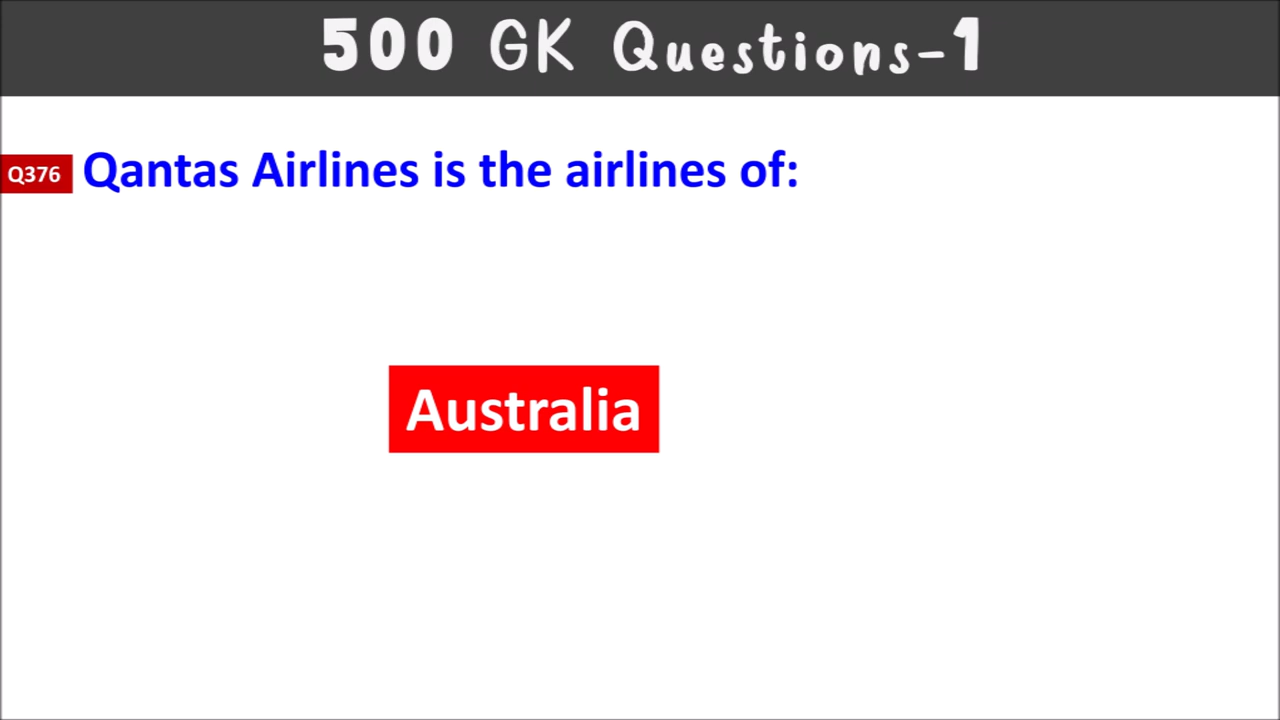 500 GK Questions-1
Q376 Qantas Airlines is the airlines of:
Australia